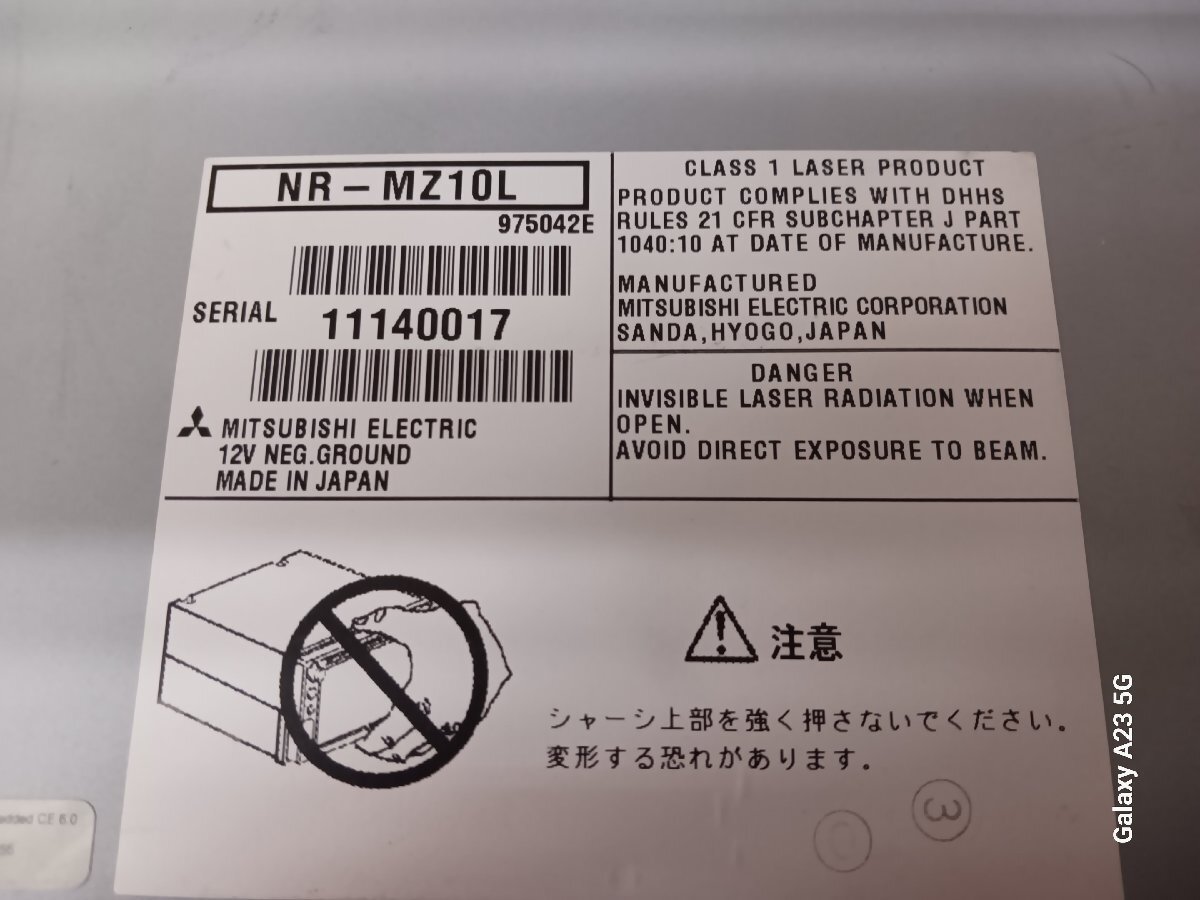 NR-MZ10L
975042E
SERIAL 11140017
MITSUBISHI ELECTRIC
12V NEG.GROUND
MADE IN JAPAN
CLASS 1 LASER PRODUCT
PRODUCT COMPLIES WITH DHHS
RULES 21 CFR SUBCHAPTER J PART
1040:10 AT DATE OF MANUFACTURE.
MANUFACTURED
MITSUBISHI ELECTRIC CORPORATION
SANDA,HYOGO,JAPAN
DANGER
INVISIBLE LASER RADIATION WHEN
OPEN.
AVOID DIRECT EXPOSURE TO BEAM.
注意
シャーシ上部を強く押さないでください。
変形する恐れがあります。
3
CE 6.0
Galaxy A23 5G